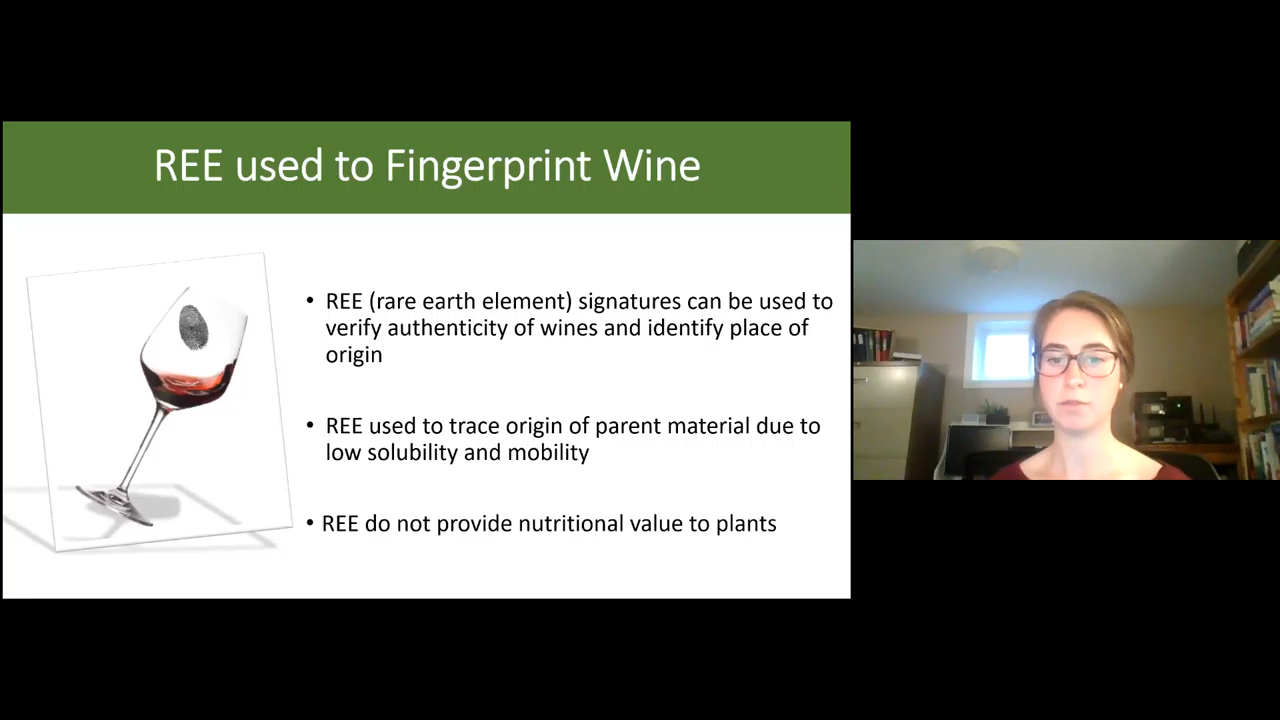 REE used to Fingerprint Wine
• REE (rare earth element) signatures can be used to
verify authenticity of wines and identify place of
origin
• REE used to trace origin of parent material due to
low solubility and mobility
• REE do not provide nutritional value to plants